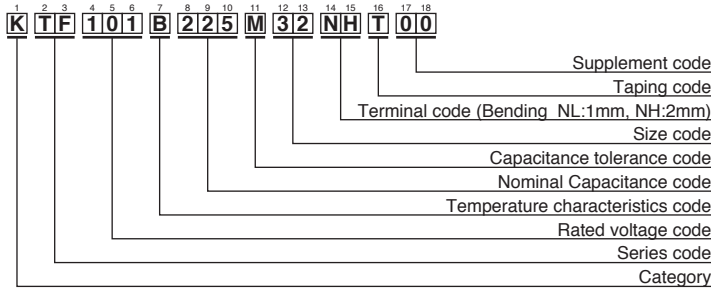 1 2 3 4 5 6 7 8 9 10 11 12 13 14 15 16 17 18
K TF 101 B 225 M 32 NH T 00
Supplement code
Taping code
Terminal code (Bending NL:1mm, NH:2mm)
Size code
Capacitance tolerance code
Nominal Capacitance code
Temperature characteristics code
Rated voltage code
Series code
Category